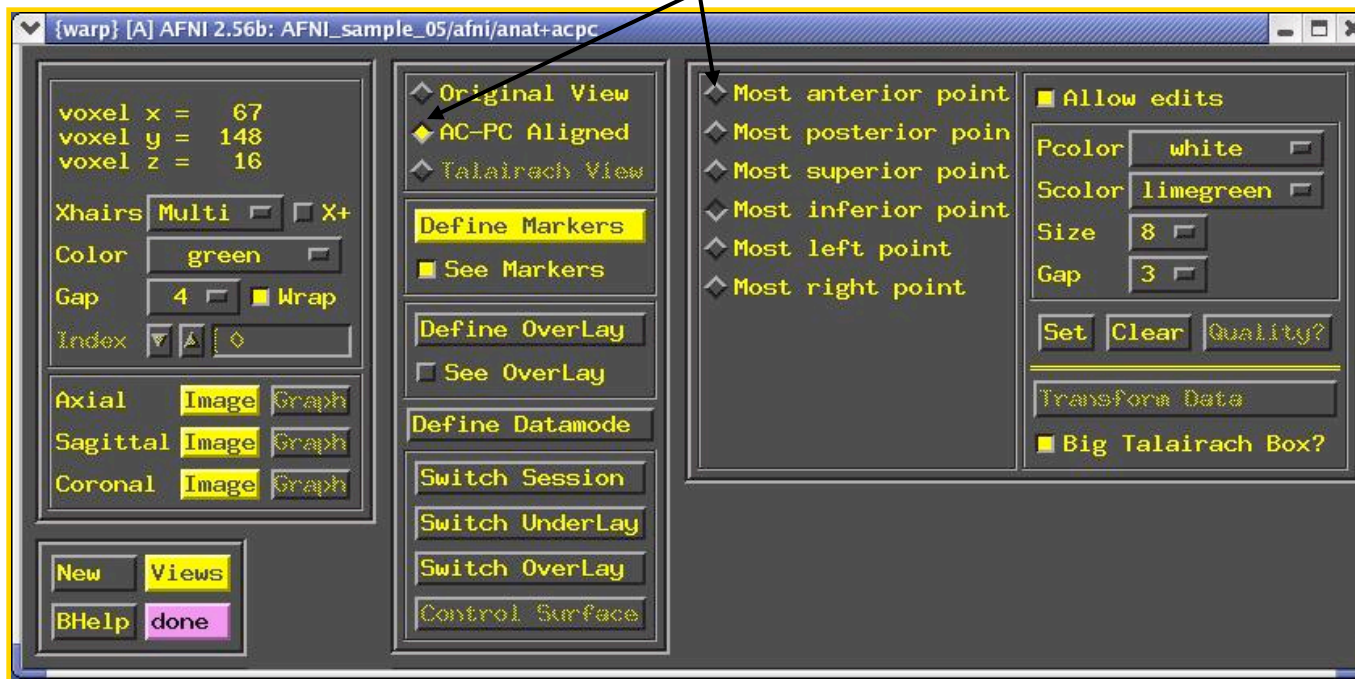 {warp} [A] AFNI 2.56b: AFNI_sample_05/afni/anat+acpc
voxel x = 67
voxel y = 148
voxel z = 16
Xhairs Multi X+
Color green
Gap 4 Wrap
Index 0
Axial Image Graph
Sagittal Image Graph
Coronal Image Graph
New Views
BHelp done
Original View
AC-PC Aligned
Talairach View
Define Markers
See Markers
Define OverLay
See OverLay
Define Datamode
Switch Session
Switch UnderLay
Switch OverLay
Control Surface
Most anterior point
Most posterior poin
Most superior point
Most inferior point
Most left point
Most right point
Allow edits
Pcolor white
Scolor limegreen
Size 8
Gap 3
Set Clear Quality?
Transform Data
Big Talairach Box?